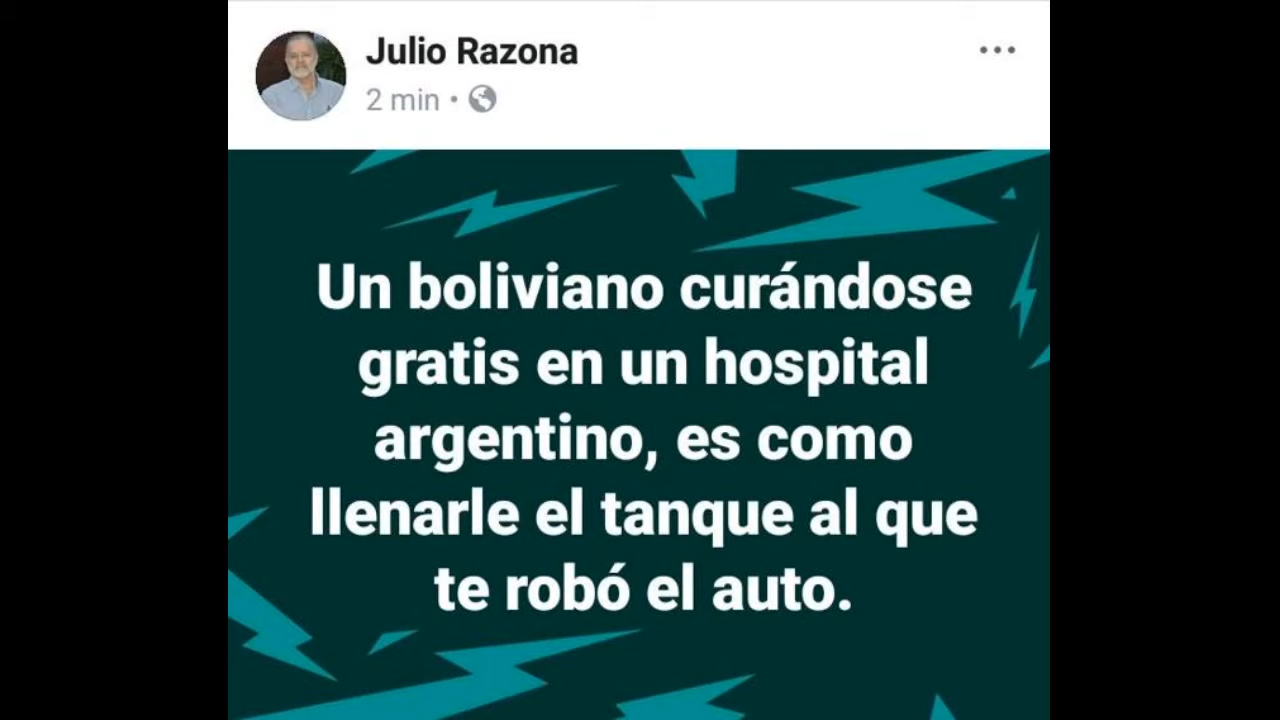 Julio Razona
2 min
Un boliviano curándose
gratis en un hospital
argentino, es como
llenarle el tanque al que
te robó el auto.